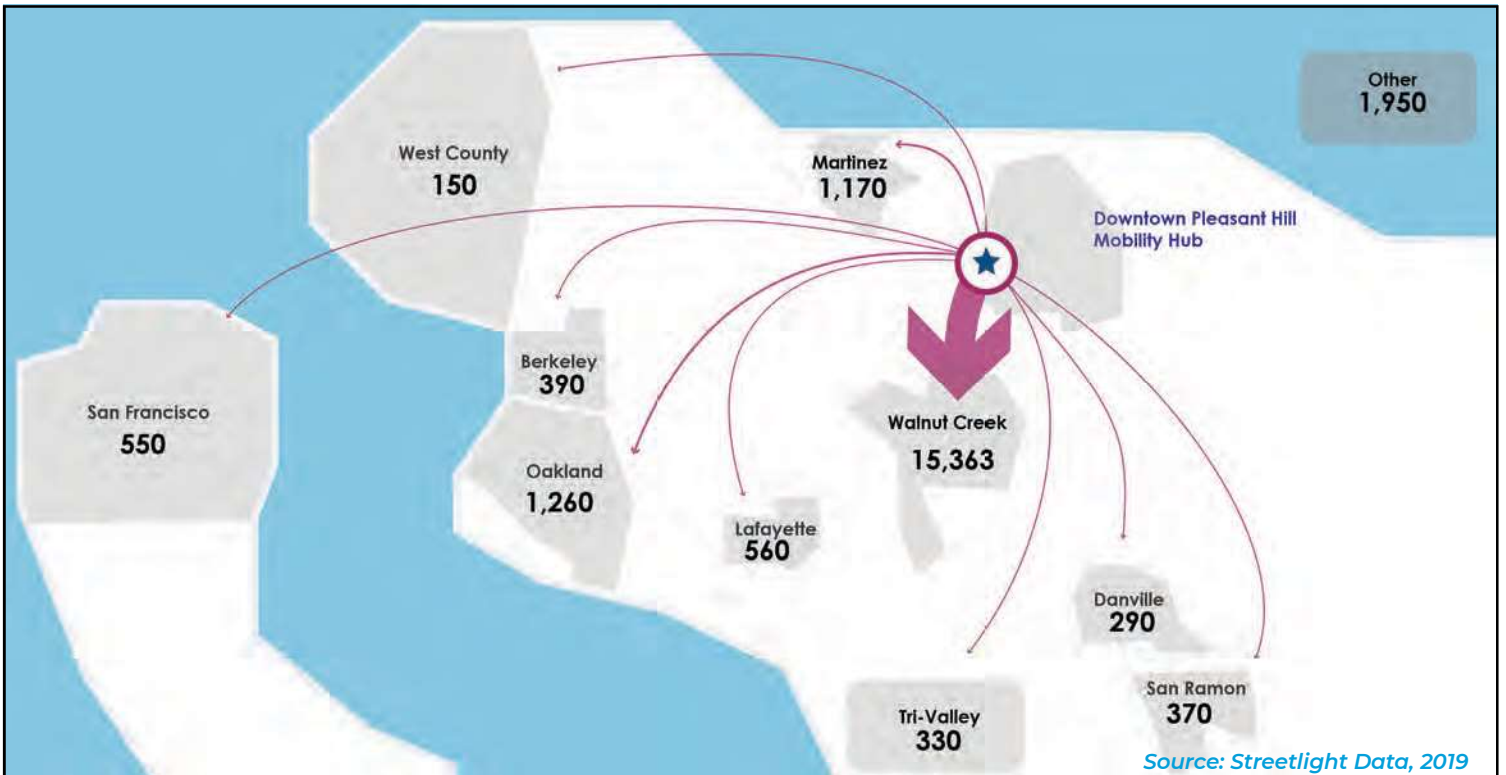 Other
1,950
West County
150
Martinez
1,170
Downtown Pleasant Hill
Mobility Hub
Berkeley
390
San Francisco
550
Walnut Creek
15,363
Oakland
1,260
Lafayette
560
Danville
290
San Ramon
370
Tri-Valley
330
Source: Streetlight Data, 2019